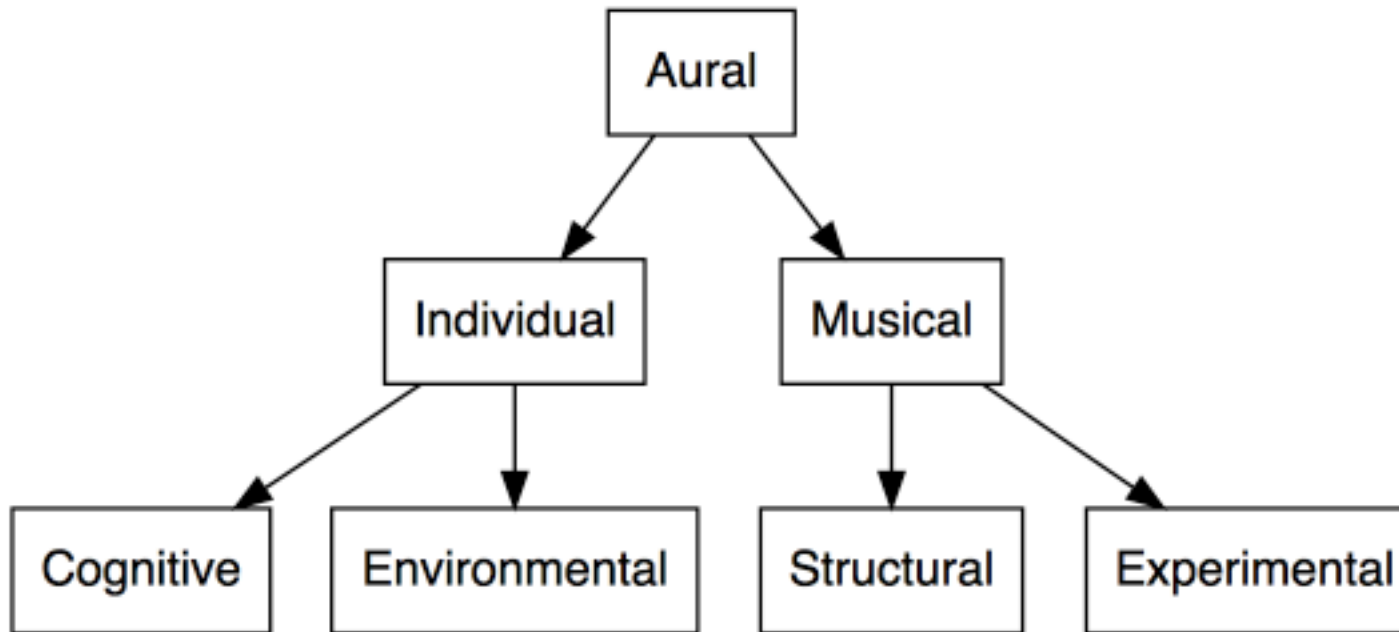 Aural
Individual
Musical
Cognitive
Environmental
Structural
Experimental